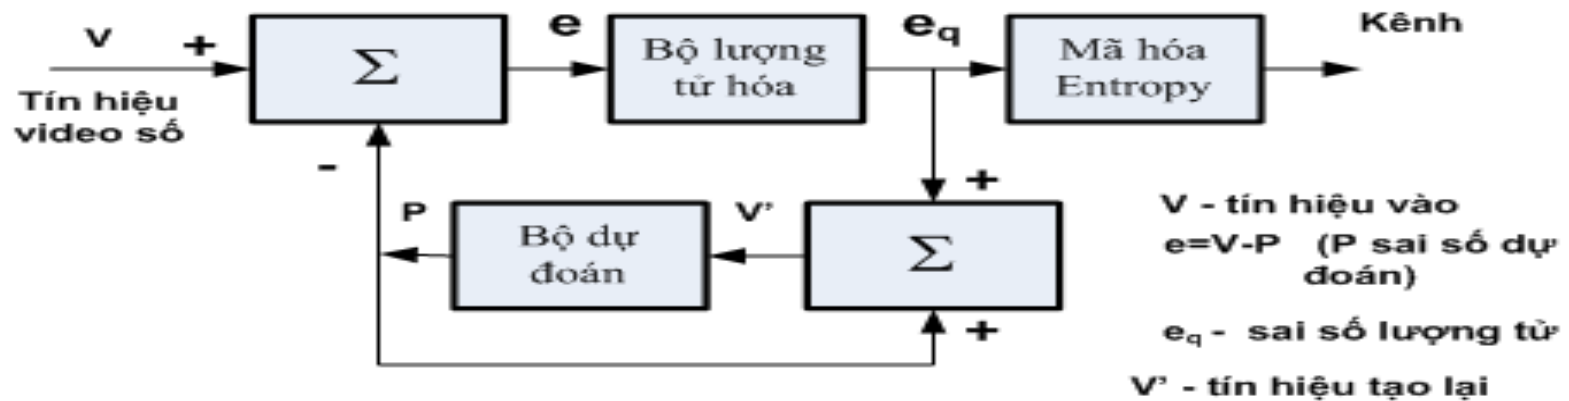 V
+
Tín hiệu
video số
Σ
e
Bộ lượng
tử hóa
eq
Mã hóa
Entropy
Kênh
-
+
P
Bộ dự
đoán
V'
Σ
+
V - tín hiệu vào
e=V-P (P sai số dự
đoán)
eq - sai số lượng tử
V' - tín hiệu tạo lại